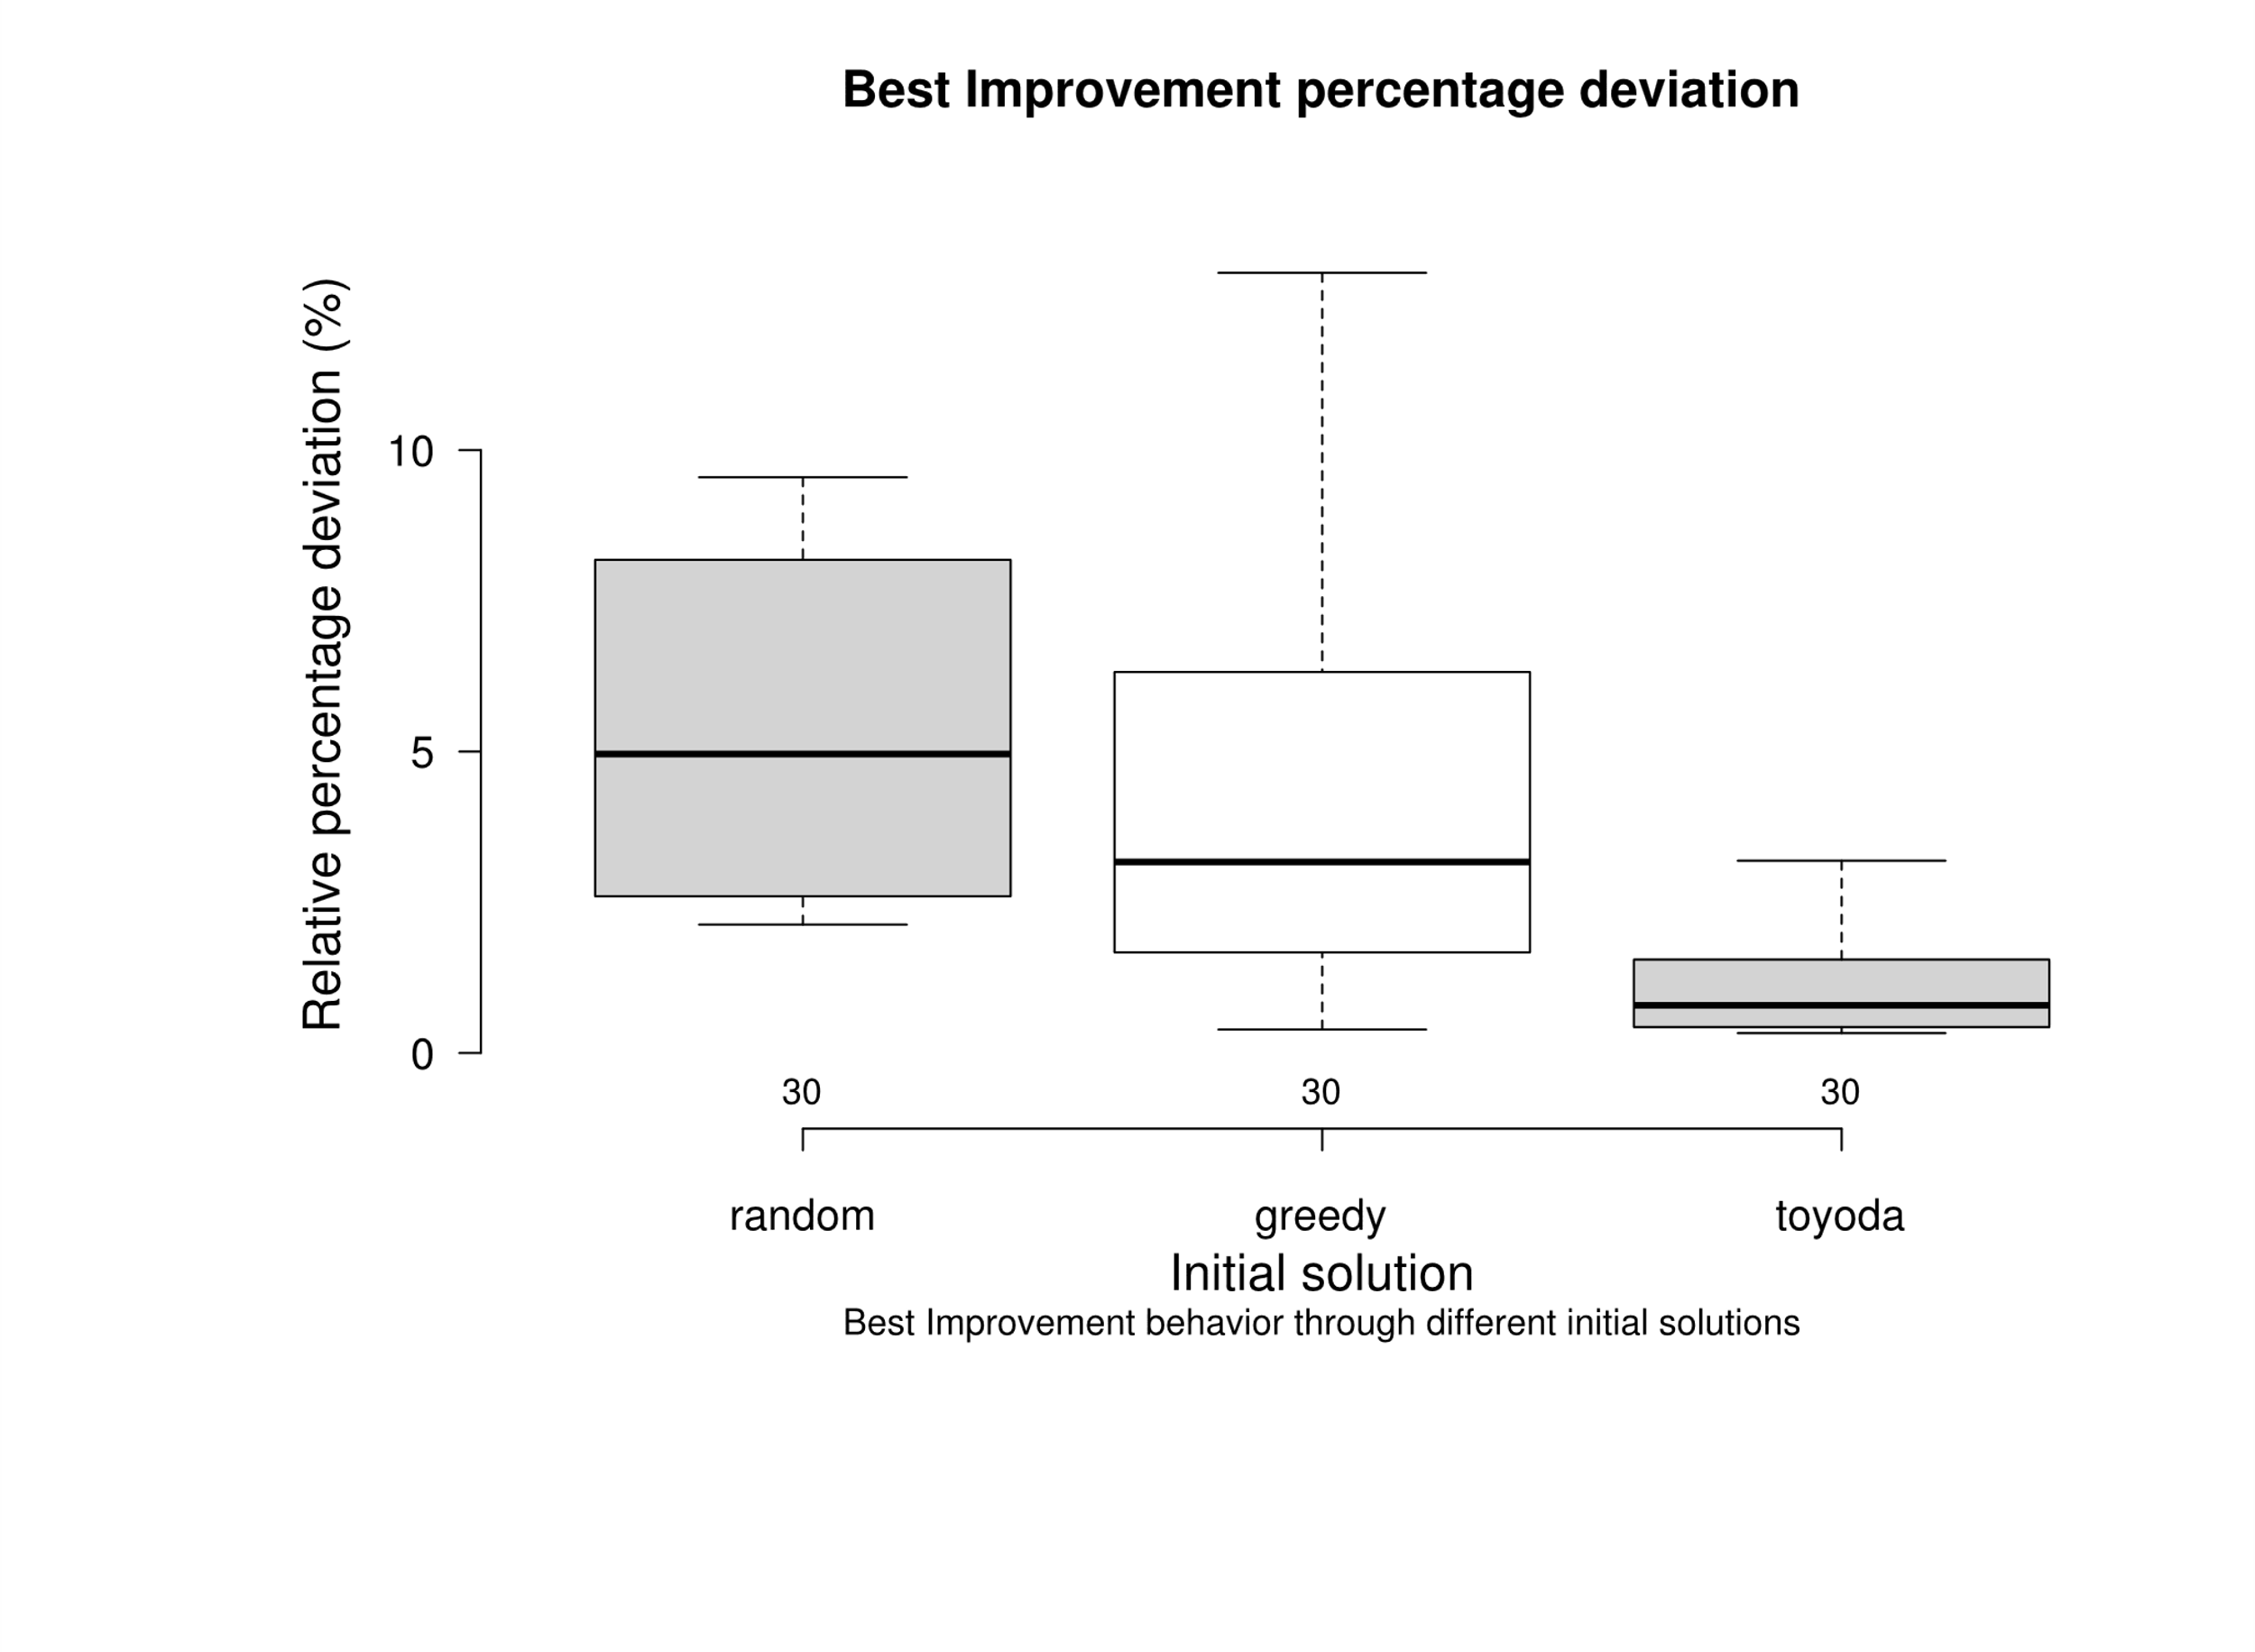 Best Improvement percentage deviation
Relative percentage deviation (%)
10
5
0
30 30 30
random greedy toyoda
Initial solution
Best Improvement behavior through different initial solutions